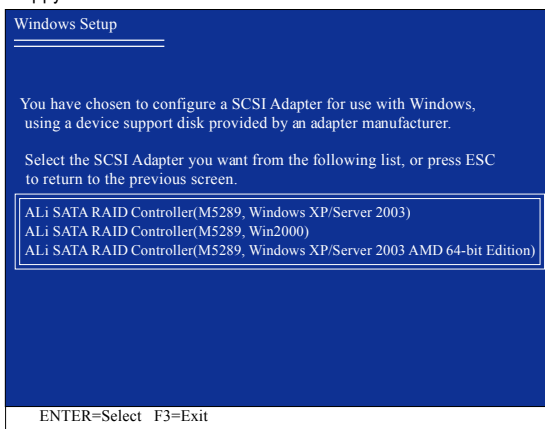 Windows Setup
You have chosen to configure a SCSI Adapter for use with Windows,
using a device support disk provided by an adapter manufacturer.
Select the SCSI Adapter you want from the following list, or press ESC
to return to the previous screen.
ALi SATA RAID Controller(M5289, Windows XP/Server 2003)
ALi SATA RAID Controller(M5289, Win2000)
ALi SATA RAID Controller(M5289, Windows XP/Server 2003 AMD 64-bit Edition)
ENTER=Select F3=Exit